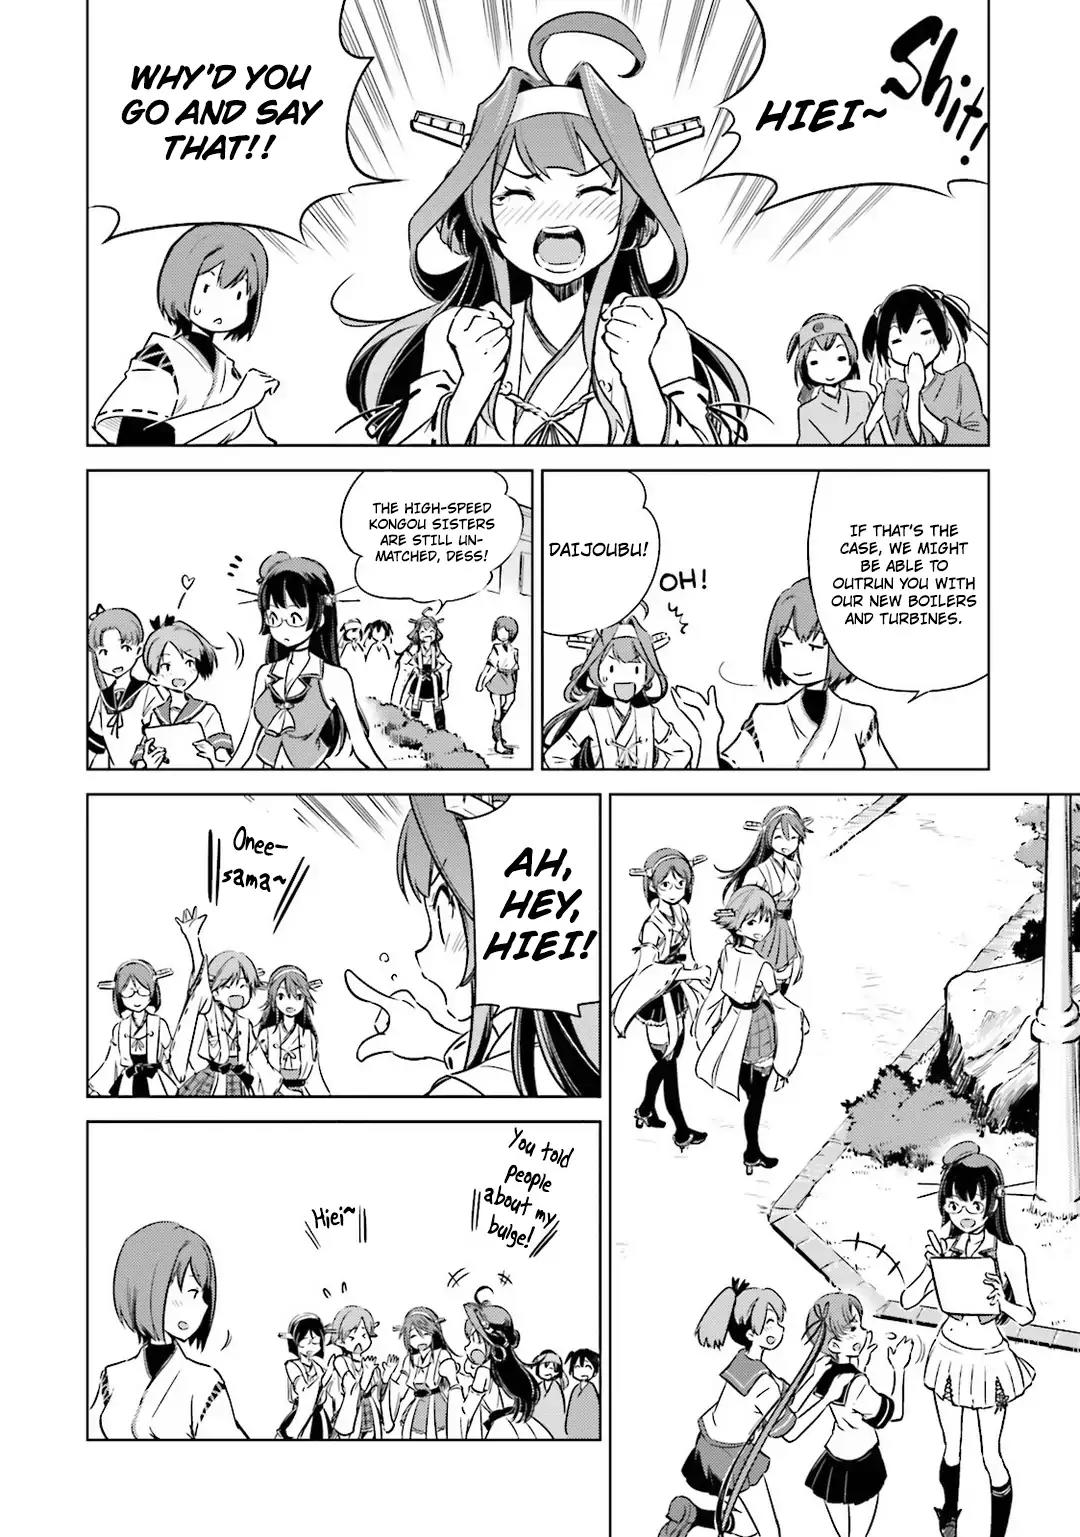 Shit!
HIEI~
WHY'D YOU
GO AND SAY
THAT!!
IF THAT'S THE
CASE, WE MIGHT
BE ABLE TO
OUTRUN YOU WITH
OUR NEW BOILERS
AND TURBINES.
OH!
DAIJOUBU!
THE HIGH-SPEED
KONGOU SISTERS
ARE STILL UN-
MATCHED, DESS!
AH,
HEY,
HIEI!
Onee-
sama~
You told
people
about my
bulge!
Hiei~